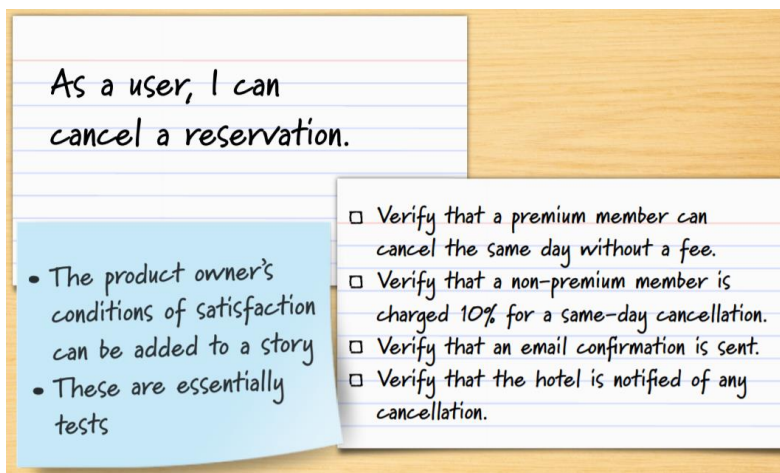 As a user, I can
cancel a reservation.
• The product owner's
conditions of satisfaction
can be added to a story
• These are essentially
tests
□ Verify that a premium member can
cancel the same day without a fee.
□ Verify that a non-premium member is
charged 10% for a same-day cancellation.
□ Verify that an email confirmation is sent.
□ Verify that the hotel is notified of any
cancellation.